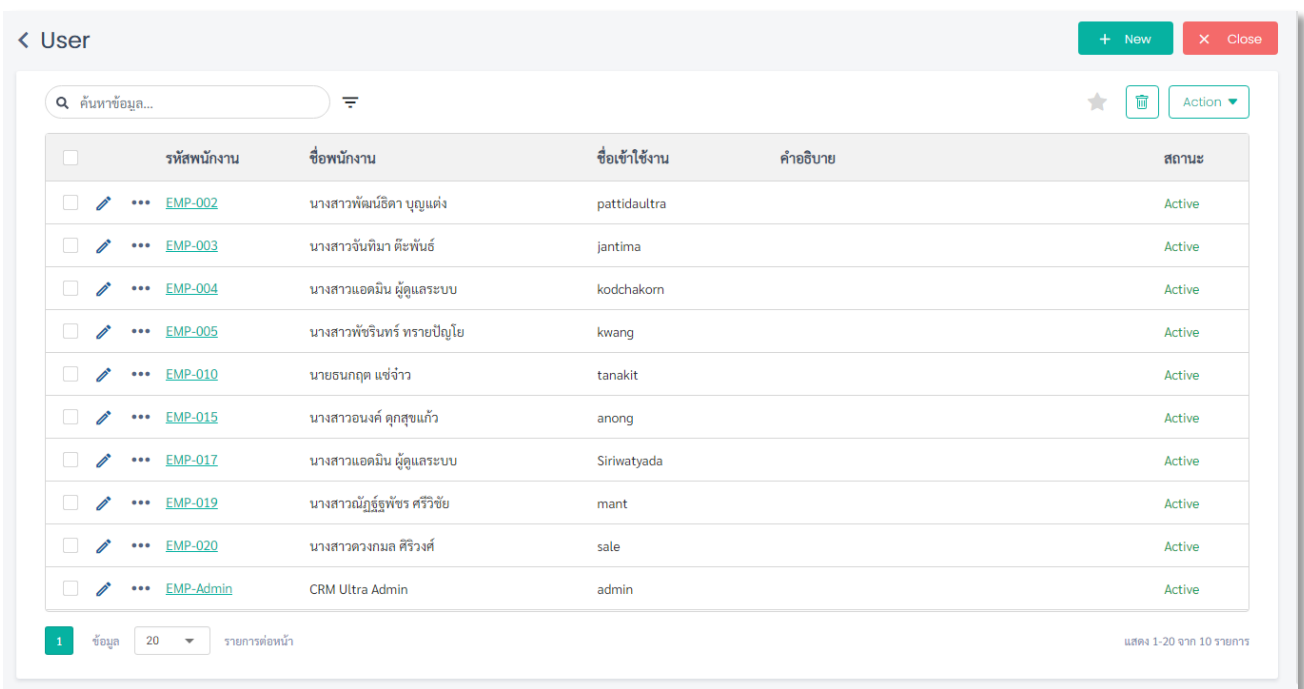 User
+ New
× Close
ค้นหาข้อมูล...
Action
รหัสพนักงาน ชื่อพนักงาน ชื่อเข้าใช้งาน คำอธิบาย สถานะ
EMP-002 นางสาวพัฒน์ธิดา บุญแต่ง pattidaultra Active
EMP-003 นางสาวจันทิมา ต๊ะพันธ์ jantima Active
EMP-004 นางสาวแอดมิน ผู้ดูแลระบบ kodchakorn Active
EMP-005 นางสาวพัชรินทร์ ทรายปัญโย kwang Active
EMP-010 นายธนกฤต แซ่จ๋าว tanakit Active
EMP-015 นางสาวอนงค์ ดุกสุขแก้ว anong Active
EMP-017 นางสาวแอดมิน ผู้ดูแลระบบ Siriwatyada Active
EMP-019 นางสาวณัฏฐ์ฐพัชร ศรีวิชัย mant Active
EMP-020 นางสาวดวงกมล ศิริวงศ์ sale Active
EMP-Admin CRM Ultra Admin admin Active
1 ข้อมูล 20 รายการต่อหน้า
แสดง 1-20 จาก 10 รายการ